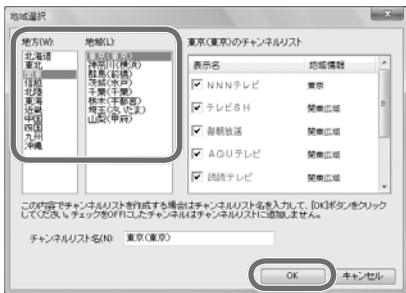 地域選択
地方(W):
地域(L):
東京(東京)のチャンネルリスト
北海道
東北
関東
信越
北陸
東海
近畿
中国
四国
九州
沖縄
東京(東京)
神奈川(横浜)
群馬(前橋)
茨城(水戸)
千葉(千葉)
栃木(宇都宮)
埼玉(さいたま)
山梨(甲府)
表示名 地域情報
NNNテレビ 東京
テレビSH 関東広域
毎朝放送 関東広域
AQUテレビ 関東広域
読読テレビ 関東広域
この内容でチャンネルリストを作成する場合はチャンネルリスト名を入力して、[OK]ボタンをクリック
してください。チェックをOFFにしたチャンネルはチャンネルリストに追加しません。
チャンネルリスト名(N): 東京(東京)
OK キャンセル